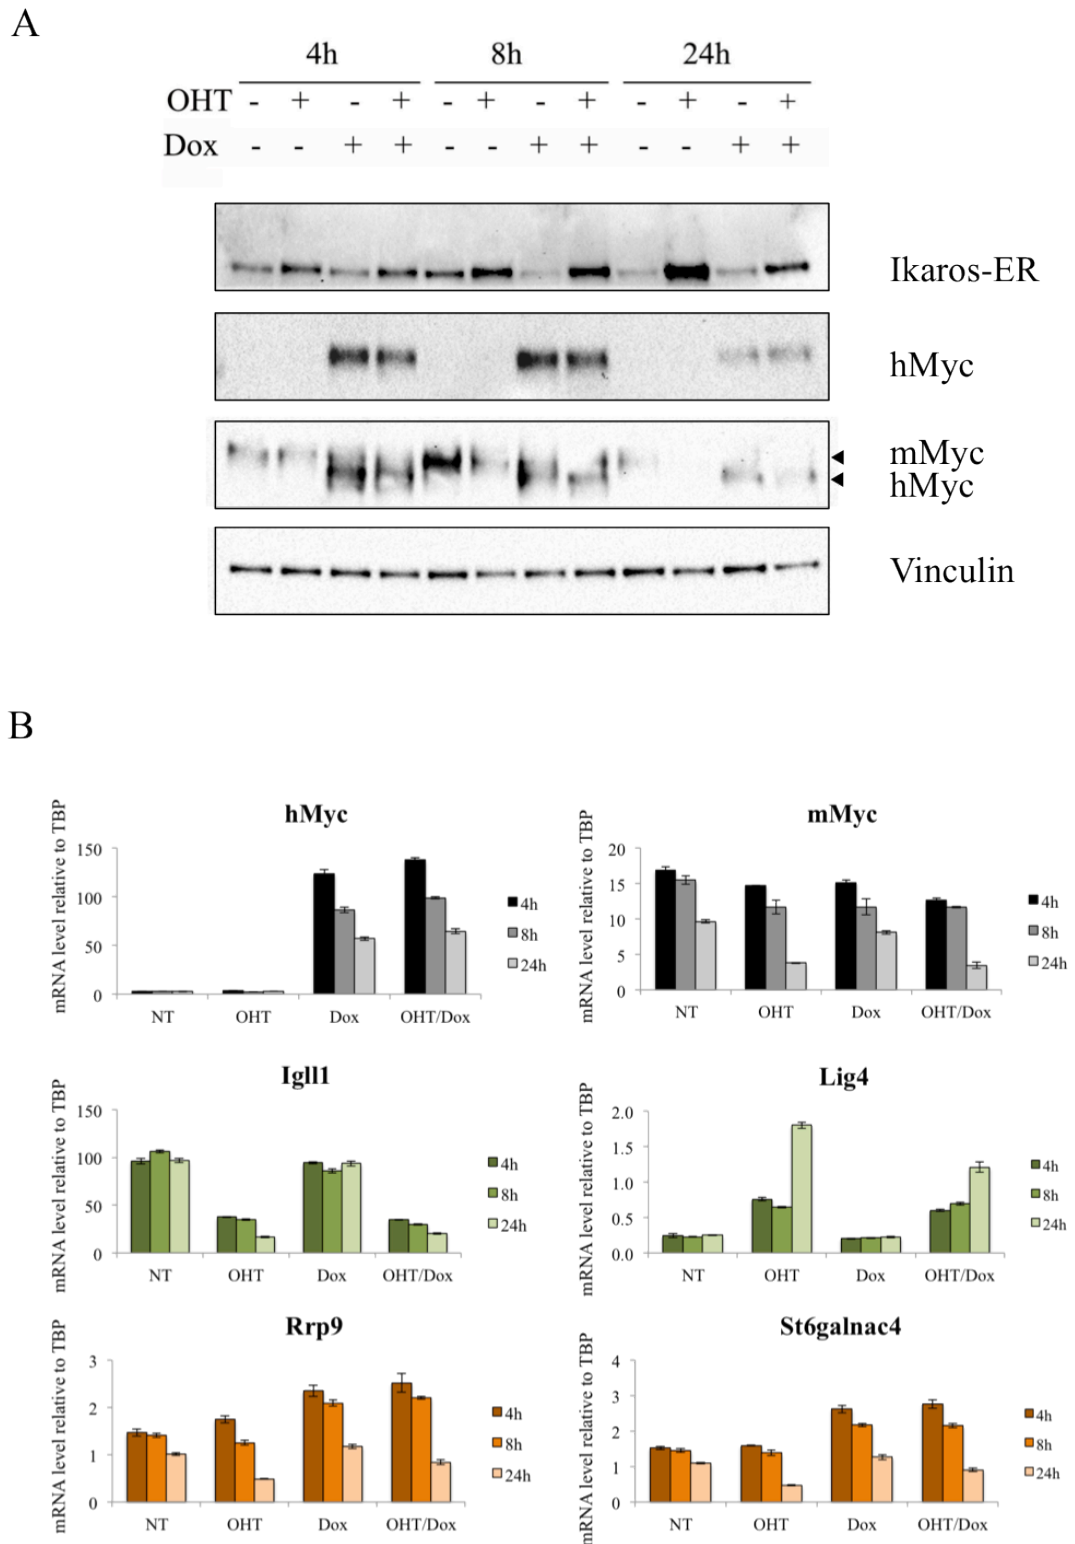 A
4h 8h 24h
OHT - + - + - + - + - + - +
Dox - - + + - - + + - - + +
Ikaros-ER
hMyc
mMyc
hMyc
Vinculin
B
hMyc
mRNA level relative to TBP
150
100
50
0
NT OHT Dox OHT/Dox
4h
8h
24h
mMyc
mRNA level relative to TBP
20
15
10
5
0
NT OHT Dox OHT/Dox
4h
8h
24h
Igll1
mRNA level relative to TBP
150
100
50
0
NT OHT Dox OHT/Dox
4h
8h
24h
Lig4
mRNA level relative to TBP
2.0
1.5
1.0
0.5
0.0
NT OHT Dox OHT/Dox
4h
8h
24h
Rrp9
mRNA level relative to TBP
3
2
1
0
NT OHT Dox OHT/Dox
4h
8h
24h
St6galnac4
mRNA level relative to TBP
4
3
2
1
0
NT OHT Dox OHT/Dox
4h
8h
24h